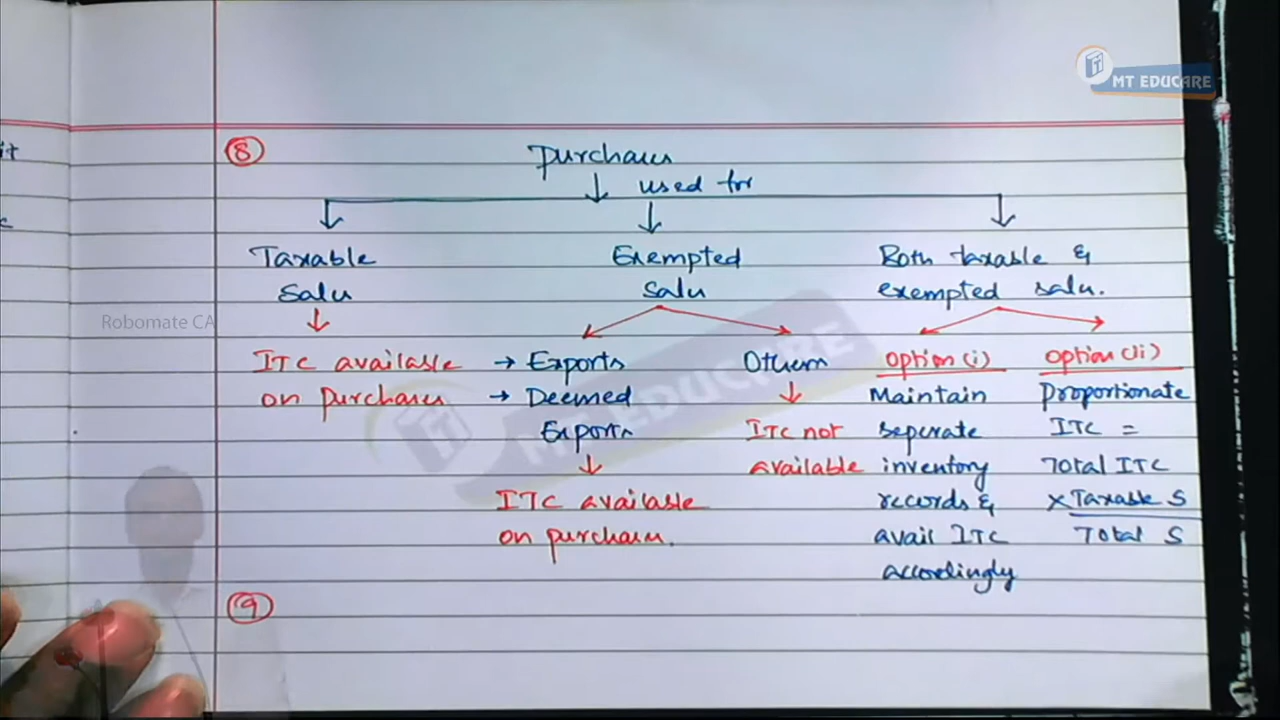 MT EDUCARE
⑧
Purchases
used for
Taxable
Sales
ITC available
on purchases
Exempted
Sales
→ Exports
→ Deemed
Exports
ITC available
on purchases.
Others
ITC not
available
Both taxable &
exempted sales.
Option (i)
Maintain
seperate
inventory
records &
avail ITC
accordingly
Option (ii)
Proportionate
ITC =
Total ITC
× Taxable S
Total S
Robomate CA
MT EDUCARE
⑨